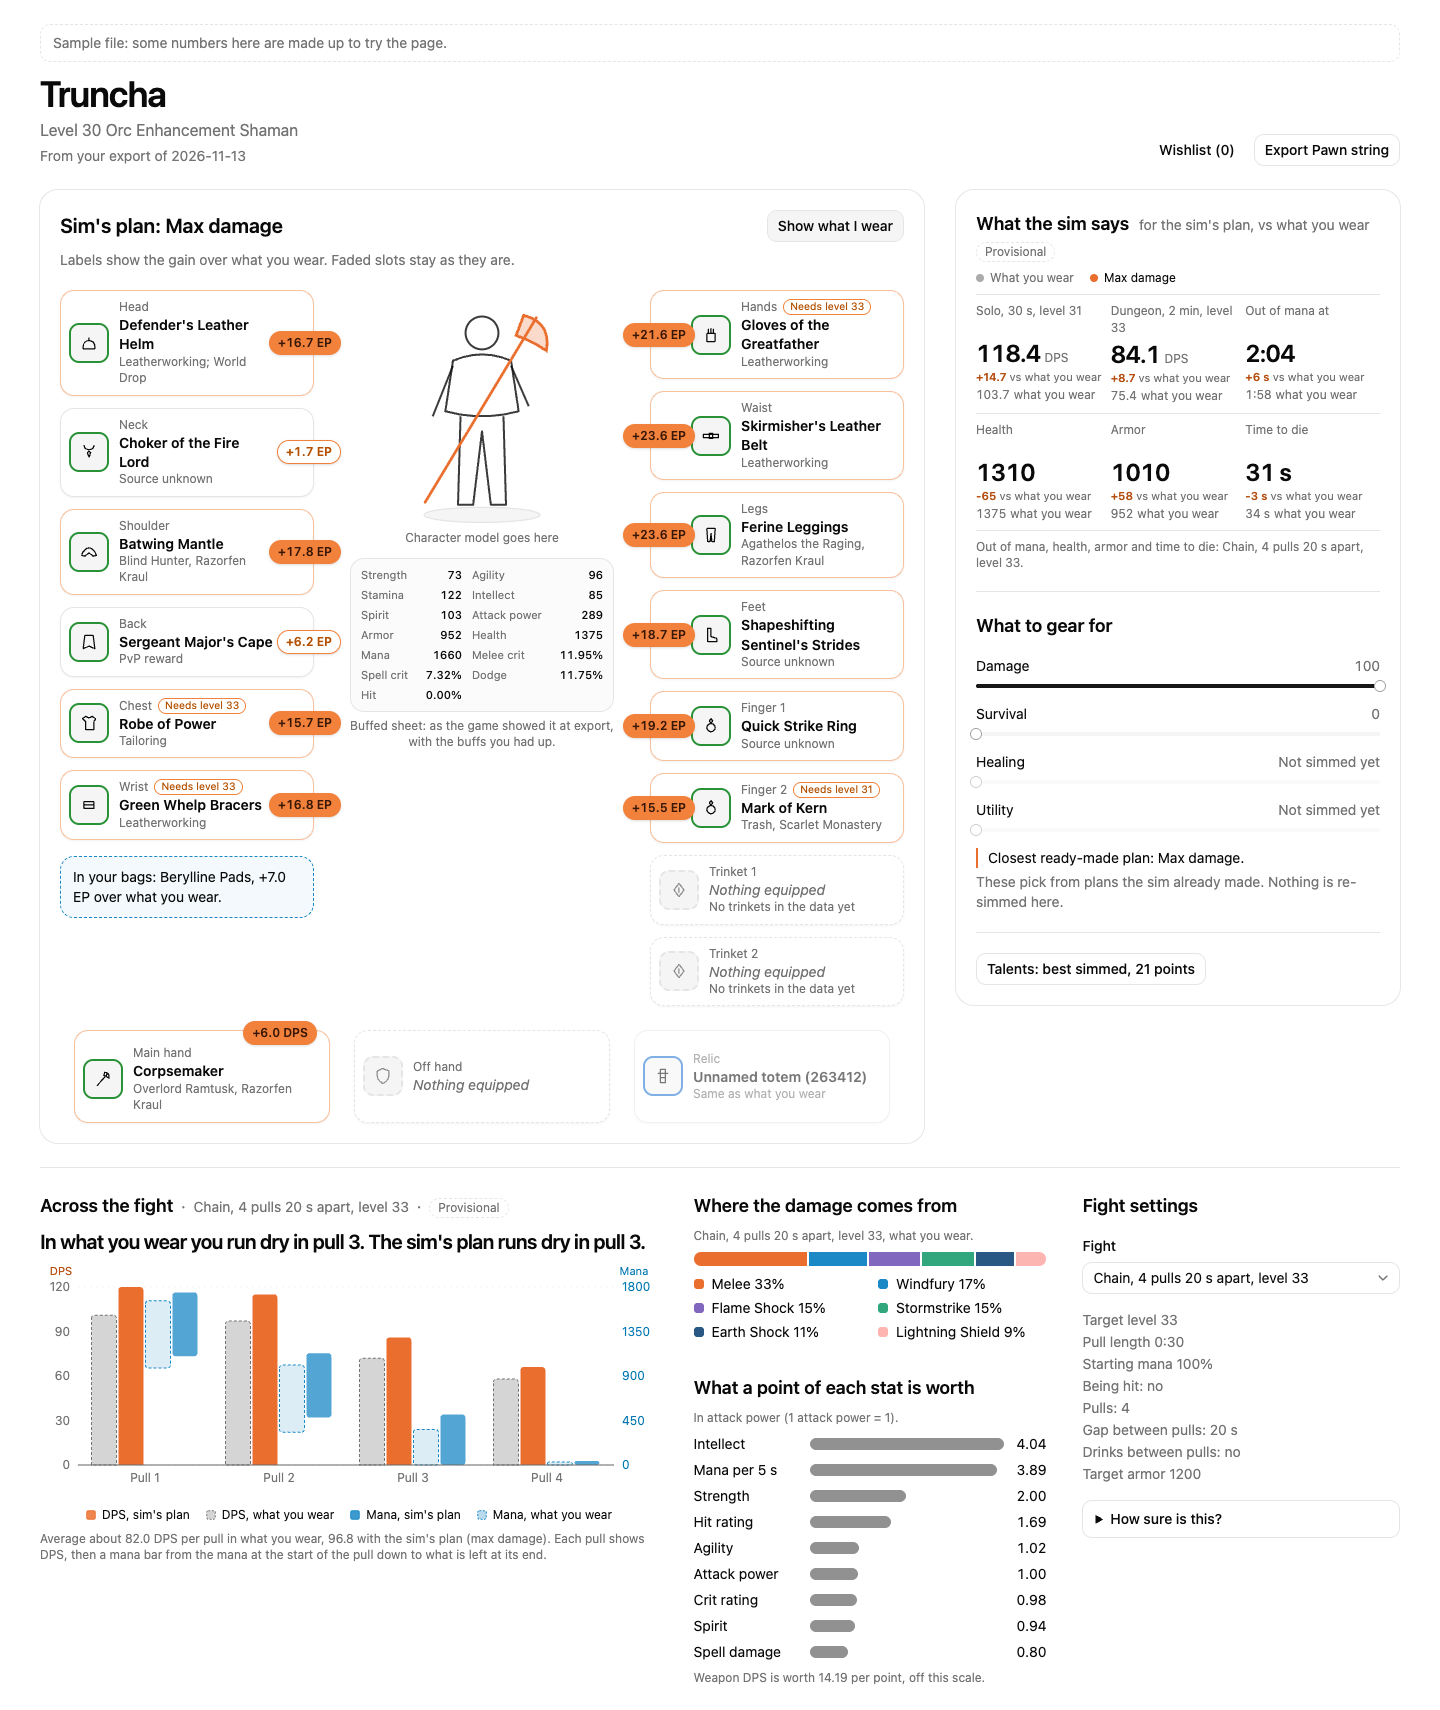 Sample file: some numbers here are made up to try the page.
Truncha
Level 30 Orc Enhancement Shaman
From your export of 2026-11-13
Wishlist (0)
Export Pawn string
Sim's plan: Max damage
Show what I wear
Labels show the gain over what you wear. Faded slots stay as they are.
Head
Defender's Leather
Helm
Leatherworking; World
Drop
+16.7 EP
Neck
Choker of the Fire
Lord
Source unknown
+1.7 EP
Shoulder
Batwing Mantle
Blind Hunter, Razorfen
Kraul
+17.8 EP
Back
Sergeant Major's Cape
PvP reward
+6.2 EP
Chest Needs level 33
Robe of Power
Tailoring
+15.7 EP
Wrist Needs level 33
Green Whelp Bracers
Leatherworking
+16.8 EP
In your bags: Berylline Pads, +7.0
EP over what you wear.
Character model goes here
Strength 73 Agility 96
Stamina 122 Intellect 85
Spirit 103 Attack power 289
Armor 952 Health 1375
Mana 1660 Melee crit 11.95%
Spell crit 7.32% Dodge 11.75%
Hit 0.00%
Buffed sheet: as the game showed it at export,
with the buffs you had up.
+21.6 EP
Hands Needs level 33
Gloves of the
Greatfather
Leatherworking
+23.6 EP
Waist
Skirmisher's Leather
Belt
Leatherworking
+23.6 EP
Legs
Ferine Leggings
Agathelos the Raging,
Razorfen Kraul
+18.7 EP
Feet
Shapeshifting
Sentinel's Strides
Source unknown
+19.2 EP
Finger 1
Quick Strike Ring
Source unknown
+15.5 EP
Finger 2 Needs level 31
Mark of Kern
Trash, Scarlet Monastery
Trinket 1
Nothing equipped
No trinkets in the data yet
Trinket 2
Nothing equipped
No trinkets in the data yet
+6.0 DPS
Main hand
Corpsemaker
Overlord Ramtusk, Razorfen
Kraul
Off hand
Nothing equipped
Relic
Unnamed totem (263412)
Same as what you wear
What the sim says for the sim's plan, vs what you wear
Provisional
What you wear Max damage
Solo, 30 s, level 31
118.4 DPS
+14.7 vs what you wear
103.7 what you wear
Dungeon, 2 min, level
33
84.1 DPS
+8.7 vs what you wear
75.4 what you wear
Out of mana at
2:04
+6 s vs what you wear
1:58 what you wear
Health
1310
-65 vs what you wear
1375 what you wear
Armor
1010
+58 vs what you wear
952 what you wear
Time to die
31 s
-3 s vs what you wear
34 s what you wear
Out of mana, health, armor and time to die: Chain, 4 pulls 20 s apart,
level 33.
What to gear for
Damage 100
Survival 0
Healing Not simmed yet
Utility Not simmed yet
Closest ready-made plan: Max damage.
These pick from plans the sim already made. Nothing is re-
simmed here.
Talents: best simmed, 21 points
Across the fight · Chain, 4 pulls 20 s apart, level 33 · Provisional
In what you wear you run dry in pull 3. The sim's plan runs dry in pull 3.
DPS Mana
120 1800
90 1350
60 900
30 450
0 0
Pull 1 Pull 2 Pull 3 Pull 4
DPS, sim's plan DPS, what you wear Mana, sim's plan Mana, what you wear
Average about 82.0 DPS per pull in what you wear, 96.8 with the sim's plan (max damage). Each pull shows
DPS, then a mana bar from the mana at the start of the pull down to what is left at its end.
Where the damage comes from
Chain, 4 pulls 20 s apart, level 33, what you wear.
Melee 33% Windfury 17%
Flame Shock 15% Stormstrike 15%
Earth Shock 11% Lightning Shield 9%
What a point of each stat is worth
In attack power (1 attack power = 1).
Intellect 4.04
Mana per 5 s 3.89
Strength 2.00
Hit rating 1.69
Agility 1.02
Attack power 1.00
Crit rating 0.98
Spirit 0.94
Spell damage 0.80
Weapon DPS is worth 14.19 per point, off this scale.
Fight settings
Fight
Chain, 4 pulls 20 s apart, level 33
Target level 33
Pull length 0:30
Starting mana 100%
Being hit: no
Pulls: 4
Gap between pulls: 20 s
Drinks between pulls: no
Target armor 1200
How sure is this?